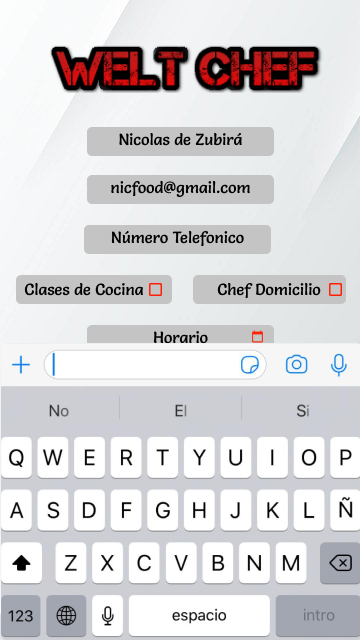 WELT CHEF
Nicolas de Zubirá
nicfood@gmail.com
Número Telefonico
Clases de Cocina Chef Domicilio
Horario
No El Si
Q W E R T Y U I O P
A S D F G H J K L Ñ
Z X C V B N M
123 espacio intro